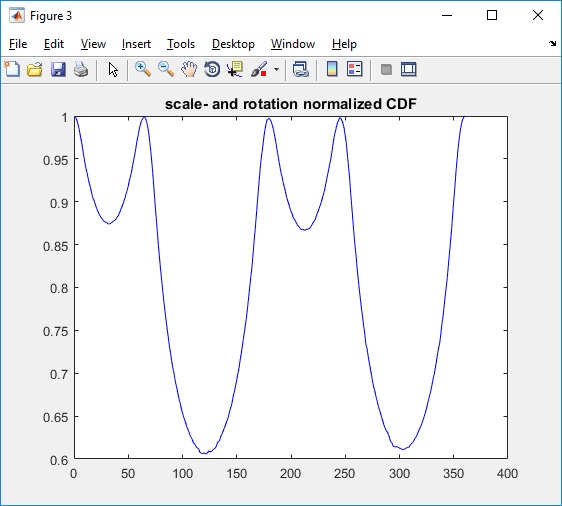 Figure 3
File Edit View Insert Tools Desktop Window Help
scale- and rotation normalized CDF
1
0.95
0.9
0.85
0.8
0.75
0.7
0.65
0.6
0 50 100 150 200 250 300 350 400